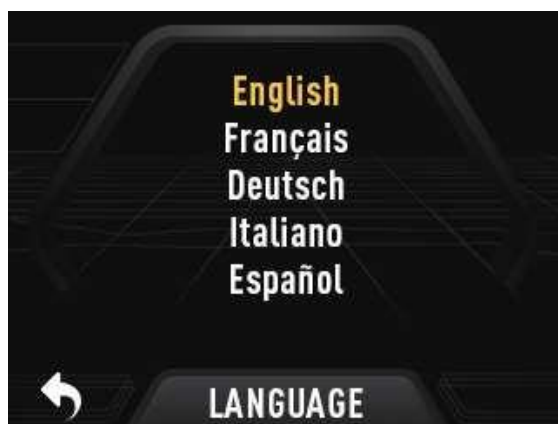 English
Français
Deutsch
Italiano
Español
LANGUAGE